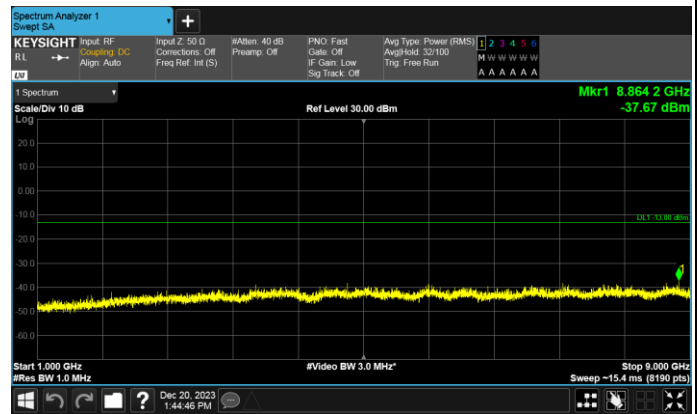 Spectrum Analyzer 1
Swept SA
+
KEYSIGHT
RL
LXI
Input: RF
Coupling: DC
Align: Auto
Input Z: 50 Ω
Corrections: Off
Freq Ref: Int (S)
#Atten: 40 dB
Preamp: Off
PNO: Fast
Gate: Off
IF Gain: Low
Sig Track: Off
Avg Type: Power (RMS)
Avg|Hold: 32/100
Trig: Free Run
1 2 3 4 5 6
M W W W W W
A A A A A A
1 Spectrum
Scale/Div 10 dB
Ref Level 30.00 dBm
Mkr1 8.864 2 GHz
-37.67 dBm
Log
20.0
10.0
0.00
-10.0
DL1 -13.00 dBm
-20.0
-30.0
1
-40.0
-50.0
-60.0
Start 1.000 GHz
#Video BW 3.0 MHz*
Stop 9.000 GHz
#Res BW 1.0 MHz
Sweep ~15.4 ms (8190 pts)
?
Dec 20, 2023
1:44:46 PM